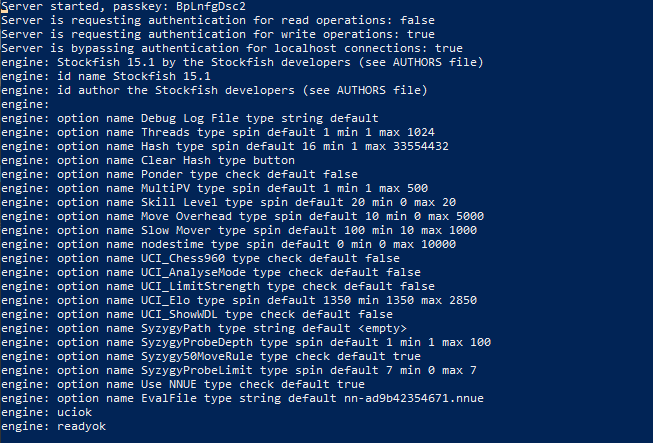 Server started, passkey: BpLnfgDsc2
Server is requesting authentication for read operations: false
Server is requesting authentication for write operations: true
Server is bypassing authentication for localhost connections: true
engine: Stockfish 15.1 by the Stockfish developers (see AUTHORS file)
engine: id name Stockfish 15.1
engine: id author the Stockfish developers (see AUTHORS file)
engine:
engine: option name Debug Log File type string default
engine: option name Threads type spin default 1 min 1 max 1024
engine: option name Hash type spin default 16 min 1 max 33554432
engine: option name Clear Hash type button
engine: option name Ponder type check default false
engine: option name MultiPV type spin default 1 min 1 max 500
engine: option name Skill Level type spin default 20 min 0 max 20
engine: option name Move Overhead type spin default 10 min 0 max 5000
engine: option name Slow Mover type spin default 100 min 10 max 1000
engine: option name nodestime type spin default 0 min 0 max 10000
engine: option name UCI_Chess960 type check default false
engine: option name UCI_AnalyseMode type check default false
engine: option name UCI_LimitStrength type check default false
engine: option name UCI_Elo type spin default 1350 min 1350 max 2850
engine: option name UCI_ShowWDL type check default false
engine: option name SyzygyPath type string default <empty>
engine: option name SyzygyProbeDepth type spin default 1 min 1 max 100
engine: option name Syzygy50MoveRule type check default true
engine: option name SyzygyProbeLimit type spin default 7 min 0 max 7
engine: option name Use NNUE type check default true
engine: option name EvalFile type string default nn-ad9b42354671.nnue
engine: uciok
engine: readyok